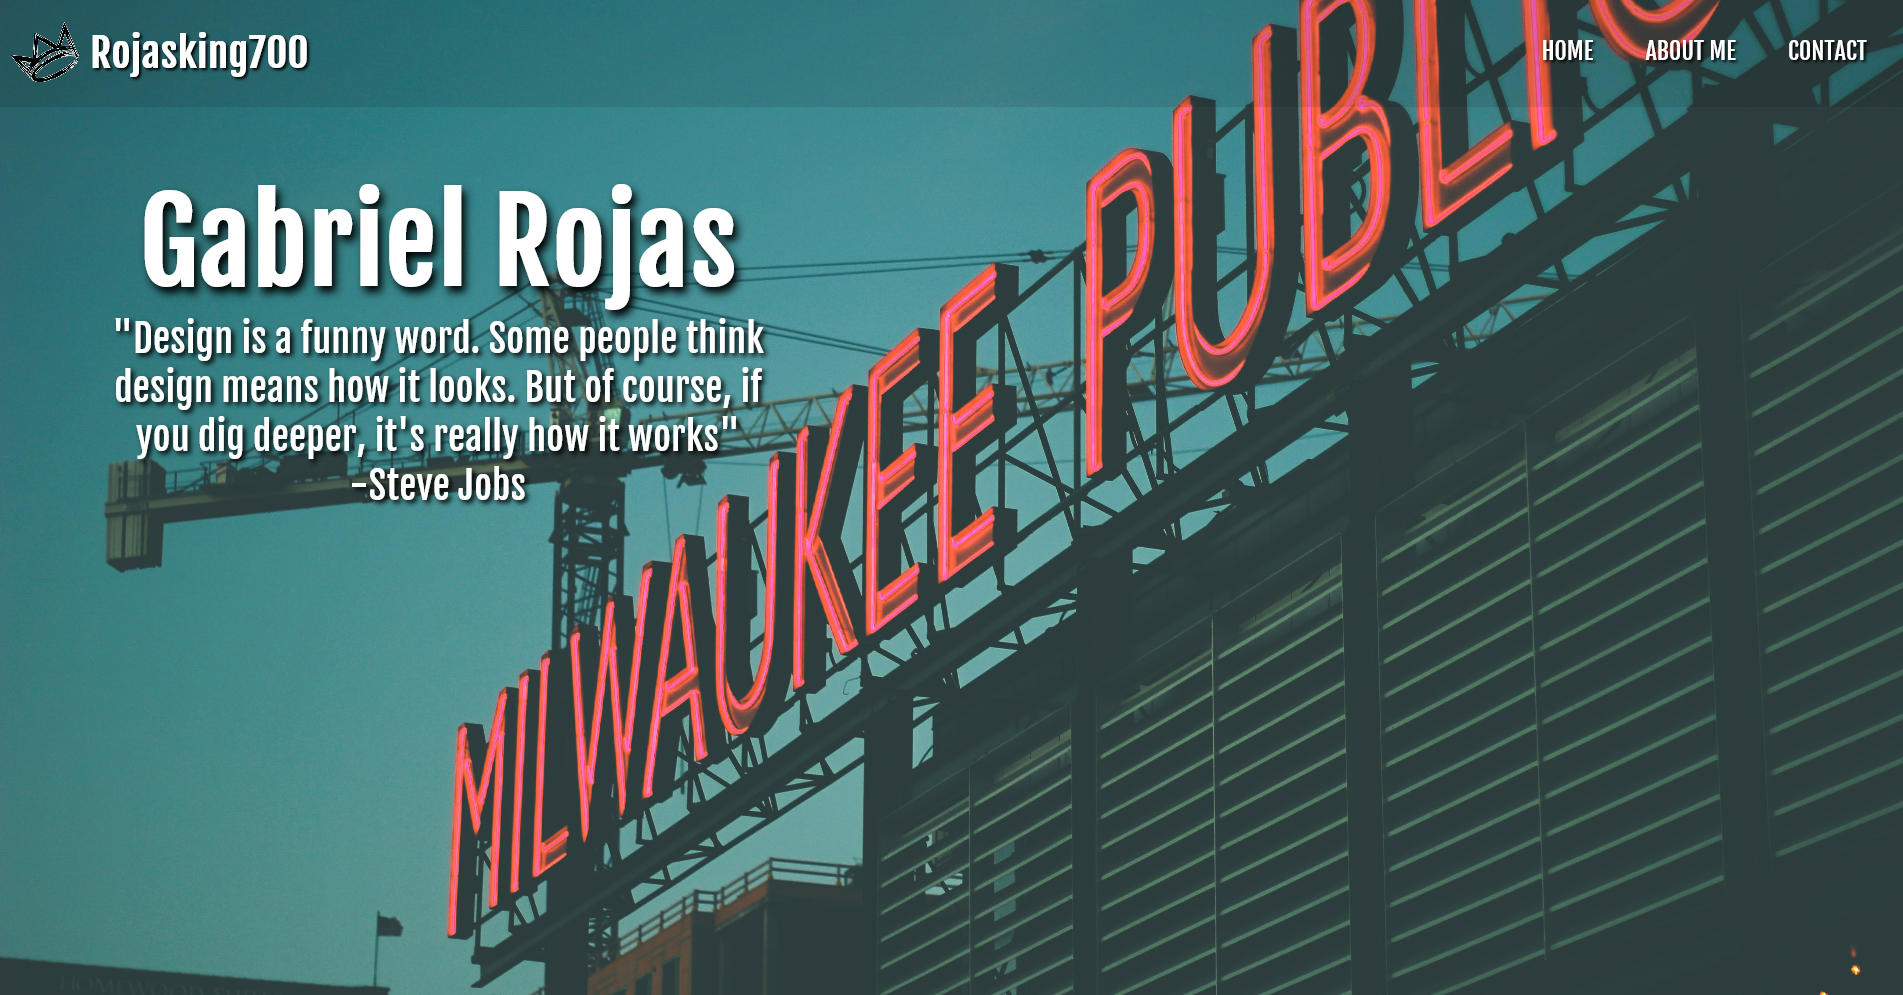 Rojasking700
HOME ABOUT ME CONTACT
Gabriel Rojas
"Design is a funny word. Some people think
design means how it looks. But of course, if
you dig deeper, it's really how it works"
-Steve Jobs
MILWAUKEE PUBLIC
HOMEWOOD